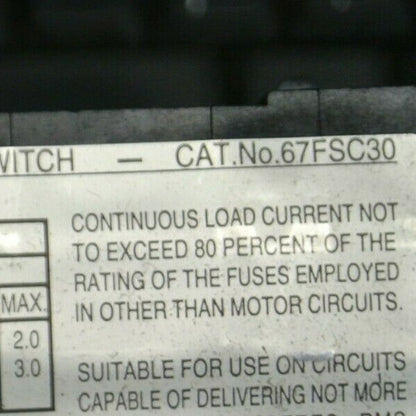 WITCH — CAT.No.67FSC30
CONTINUOUS LOAD CURRENT NOT
TO EXCEED 80 PERCENT OF THE
RATING OF THE FUSES EMPLOYED
IN OTHER THAN MOTOR CIRCUITS.
MAX.
2.0
3.0
SUITABLE FOR USE ON CIRCUITS
CAPABLE OF DELIVERING NOT MORE